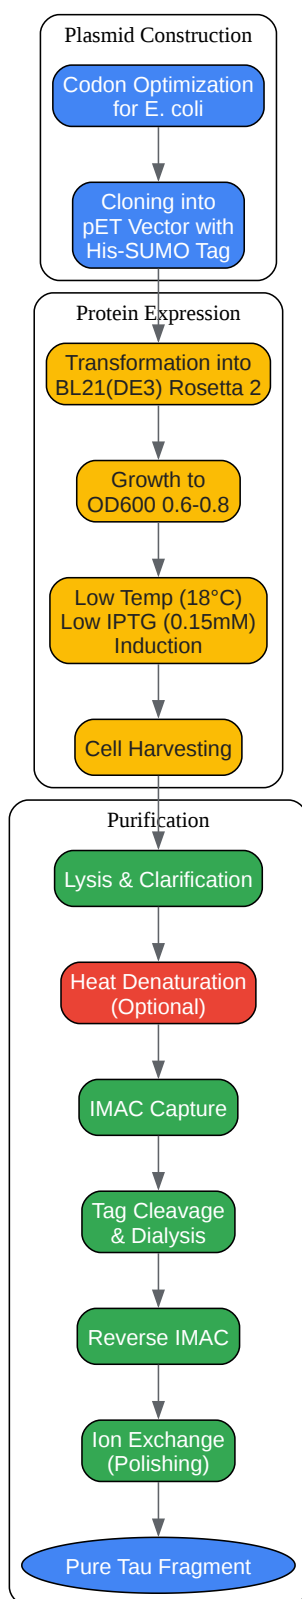 Plasmid Construction
Codon Optimization
for E. coli
Cloning into
pET Vector with
His-SUMO Tag
Protein Expression
Transformation into
BL21(DE3) Rosetta 2
Growth to
OD600 0.6-0.8
Low Temp (18°C)
Low IPTG (0.15mM)
Induction
Cell Harvesting
Purification
Lysis & Clarification
Heat Denaturation
(Optional)
IMAC Capture
Tag Cleavage
& Dialysis
Reverse IMAC
Ion Exchange
(Polishing)
Pure Tau Fragment